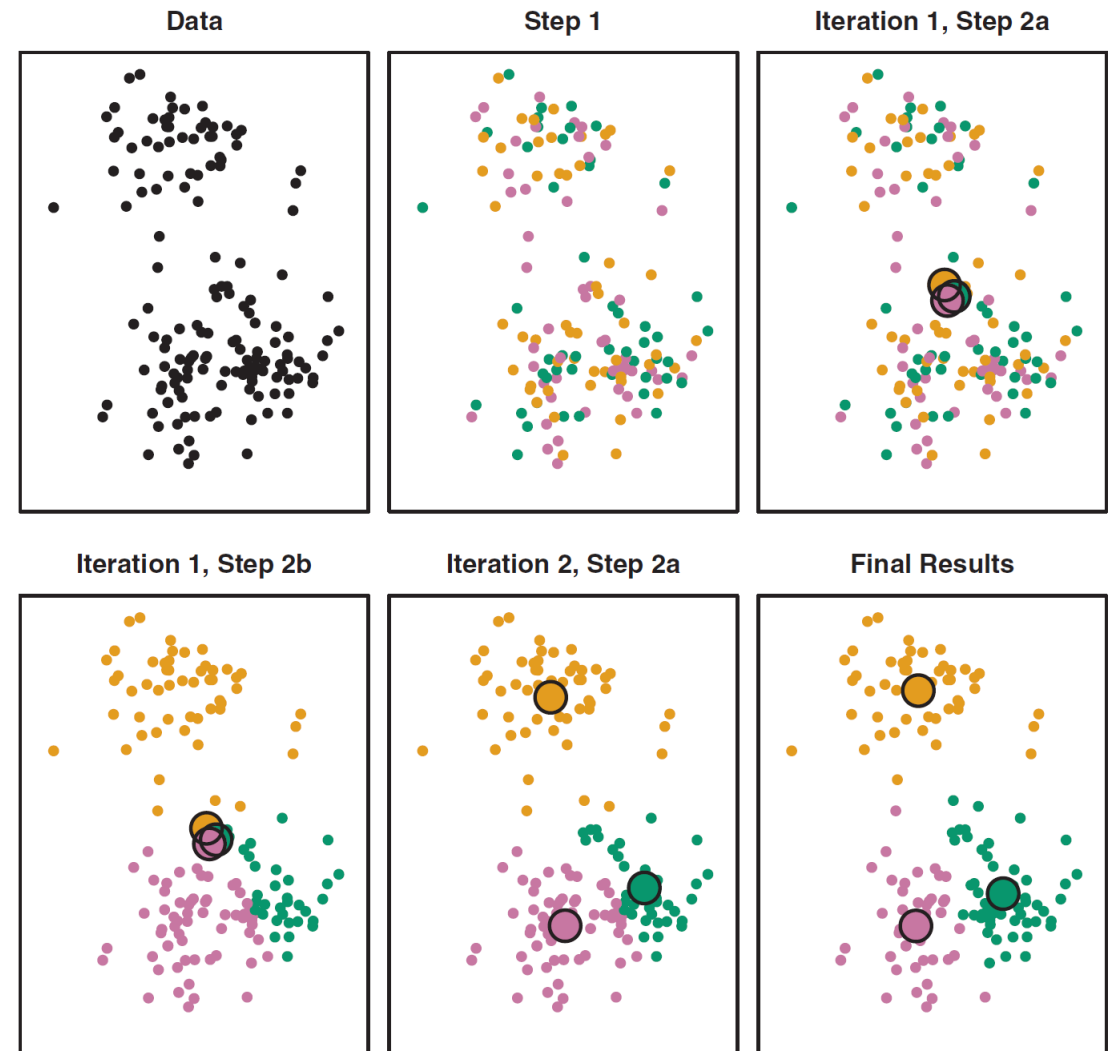 Data
Step 1
Iteration 1, Step 2a
Iteration 1, Step 2b
Iteration 2, Step 2a
Final Results